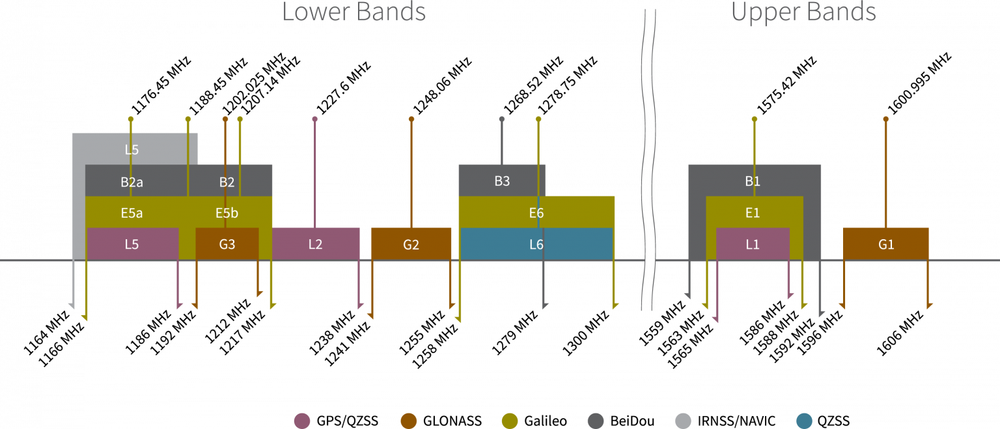 Lower Bands
Upper Bands
1176.45 MHz
1188.45 MHz
1202.025 MHz
1207.14 MHz
1227.6 MHz
1248.06 MHz
1268.52 MHz
1278.75 MHz
1575.42 MHz
1600.995 MHz
L5
B2a
B2
B3
B1
E5a
E5b
E6
E1
L5
G3
L2
G2
L6
L1
G1
1164 MHz
1166 MHz
1186 MHz
1192 MHz
1212 MHz
1217 MHz
1238 MHz
1241 MHz
1255 MHz
1258 MHz
1279 MHz
1300 MHz
1559 MHz
1563 MHz
1565 MHz
1586 MHz
1588 MHz
1592 MHz
1596 MHz
1606 MHz
GPS/QZSS
GLONASS
Galileo
BeiDou
IRNSS/NAVIC
QZSS